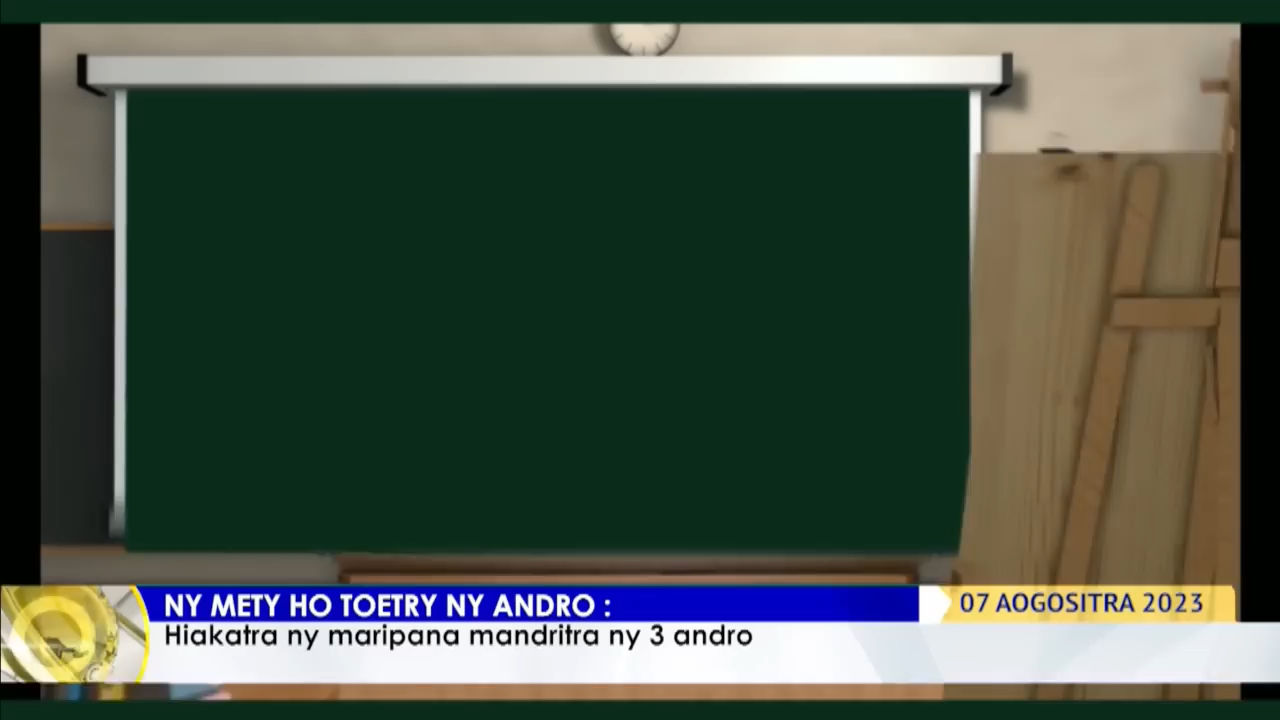 NY METY HO TOETRY NY ANDRO :
07 AOGOSITRA 2023
Hiakatra ny maripana mandritra ny 3 andro